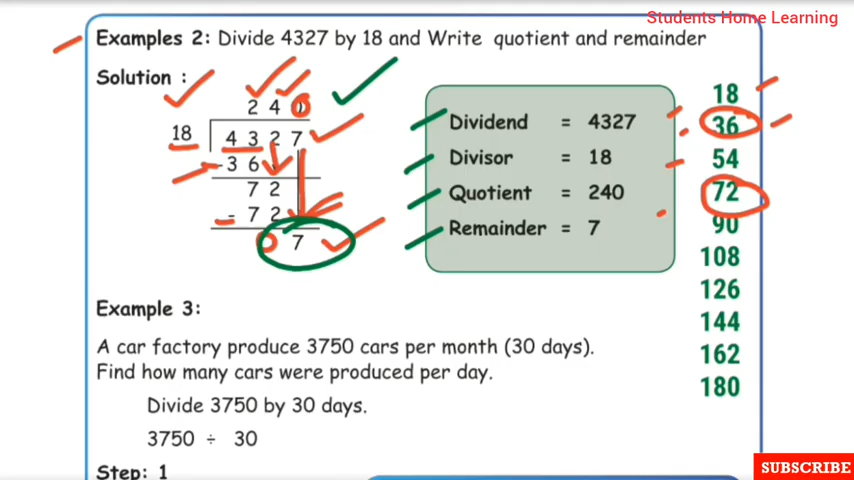 Students Home Learning
Examples 2: Divide 4327 by 18 and Write quotient and remainder
Solution :
2 4 0
18 4 3 2 7
- 3 6
7 2
- 7 2
0 7
Dividend = 4327
Divisor = 18
Quotient = 240
Remainder = 7
18
36
54
72
90
108
126
144
162
180
Example 3:
A car factory produce 3750 cars per month (30 days).
Find how many cars were produced per day.
Divide 3750 by 30 days.
3750 ÷ 30
Step: 1
SUBSCRIBE